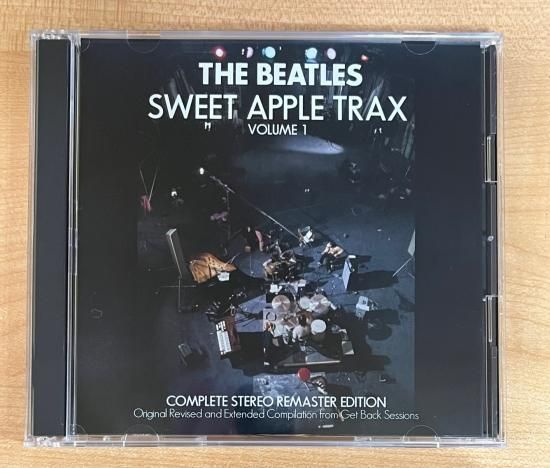 THE BEATLES
SWEET APPLE TRAX
VOLUME 1
COMPLETE STEREO REMASTER EDITION
Original Revised and Extended Compilation from Get Back Sessions